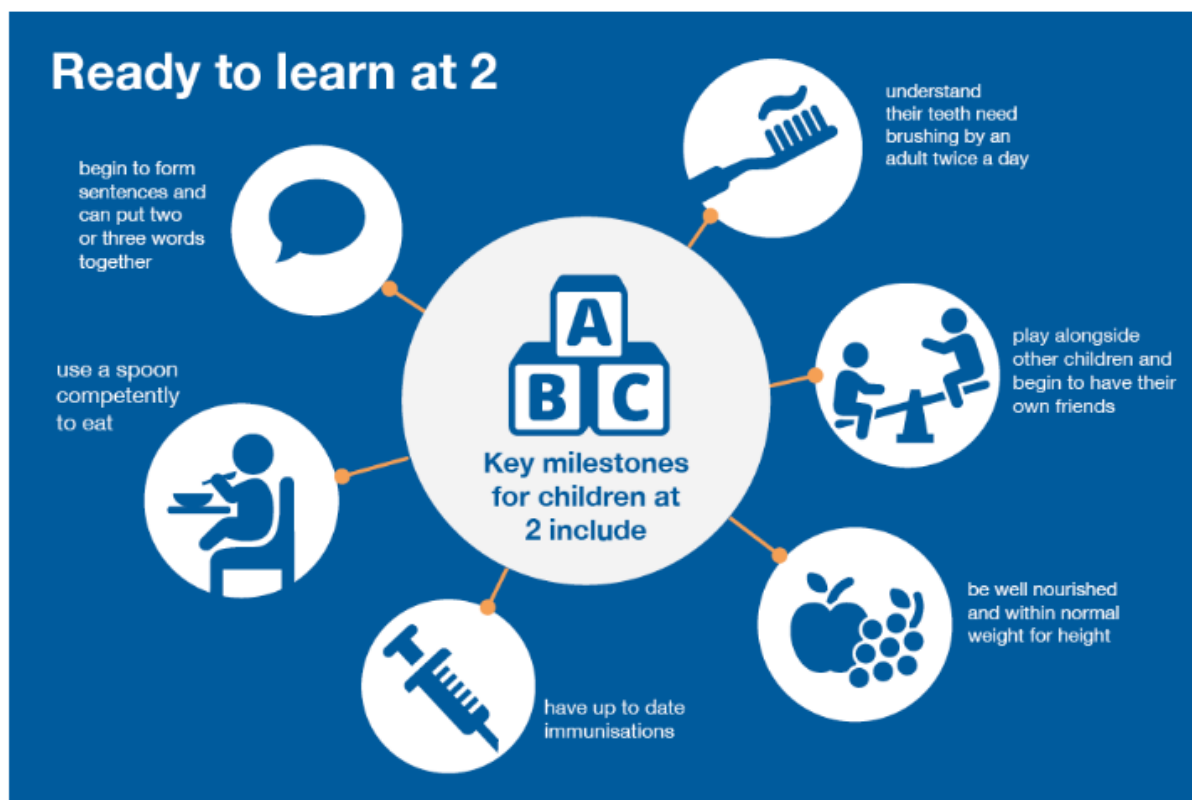 Ready to learn at 2
begin to form
sentences and
can put two
or three words
together
understand
their teeth need
brushing by an
adult twice a day
use a spoon
competently
to eat
A
B C
Key milestones
for children at
2 include
play alongside
other children and
begin to have their
own friends
be well nourished
and within normal
weight for height
have up to date
immunisations